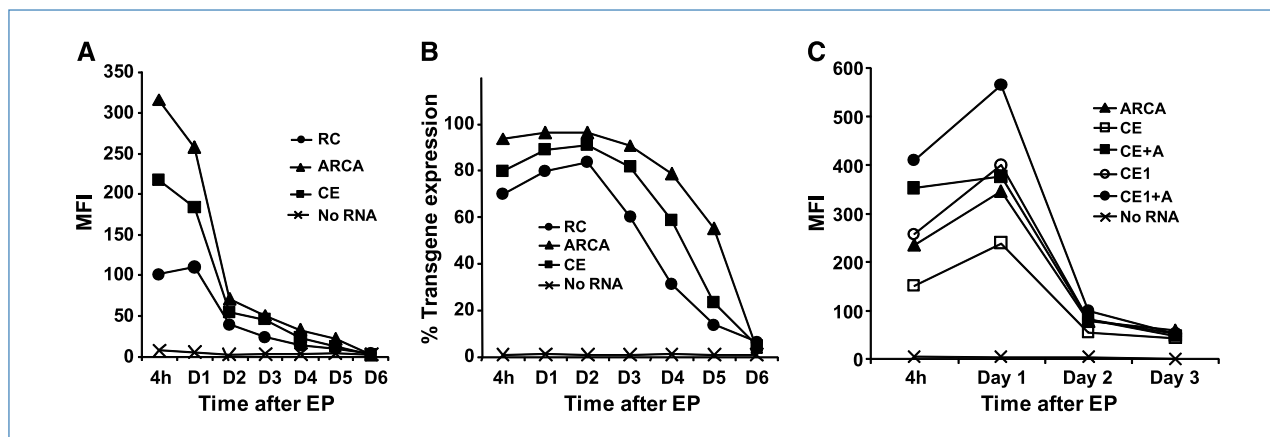 A
350
300
250
200
150
100
50
0
MFI
4h D1 D2 D3 D4 D5 D6
Time after EP
RC
ARCA
CE
No RNA
B
100
80
60
40
20
0
% Transgene expression
4h D1 D2 D3 D4 D5 D6
Time after EP
RC
ARCA
CE
No RNA
C
600
500
400
300
200
100
0
MFI
4h Day 1 Day 2 Day 3
Time after EP
ARCA
CE
CE+A
CE1
CE1+A
No RNA